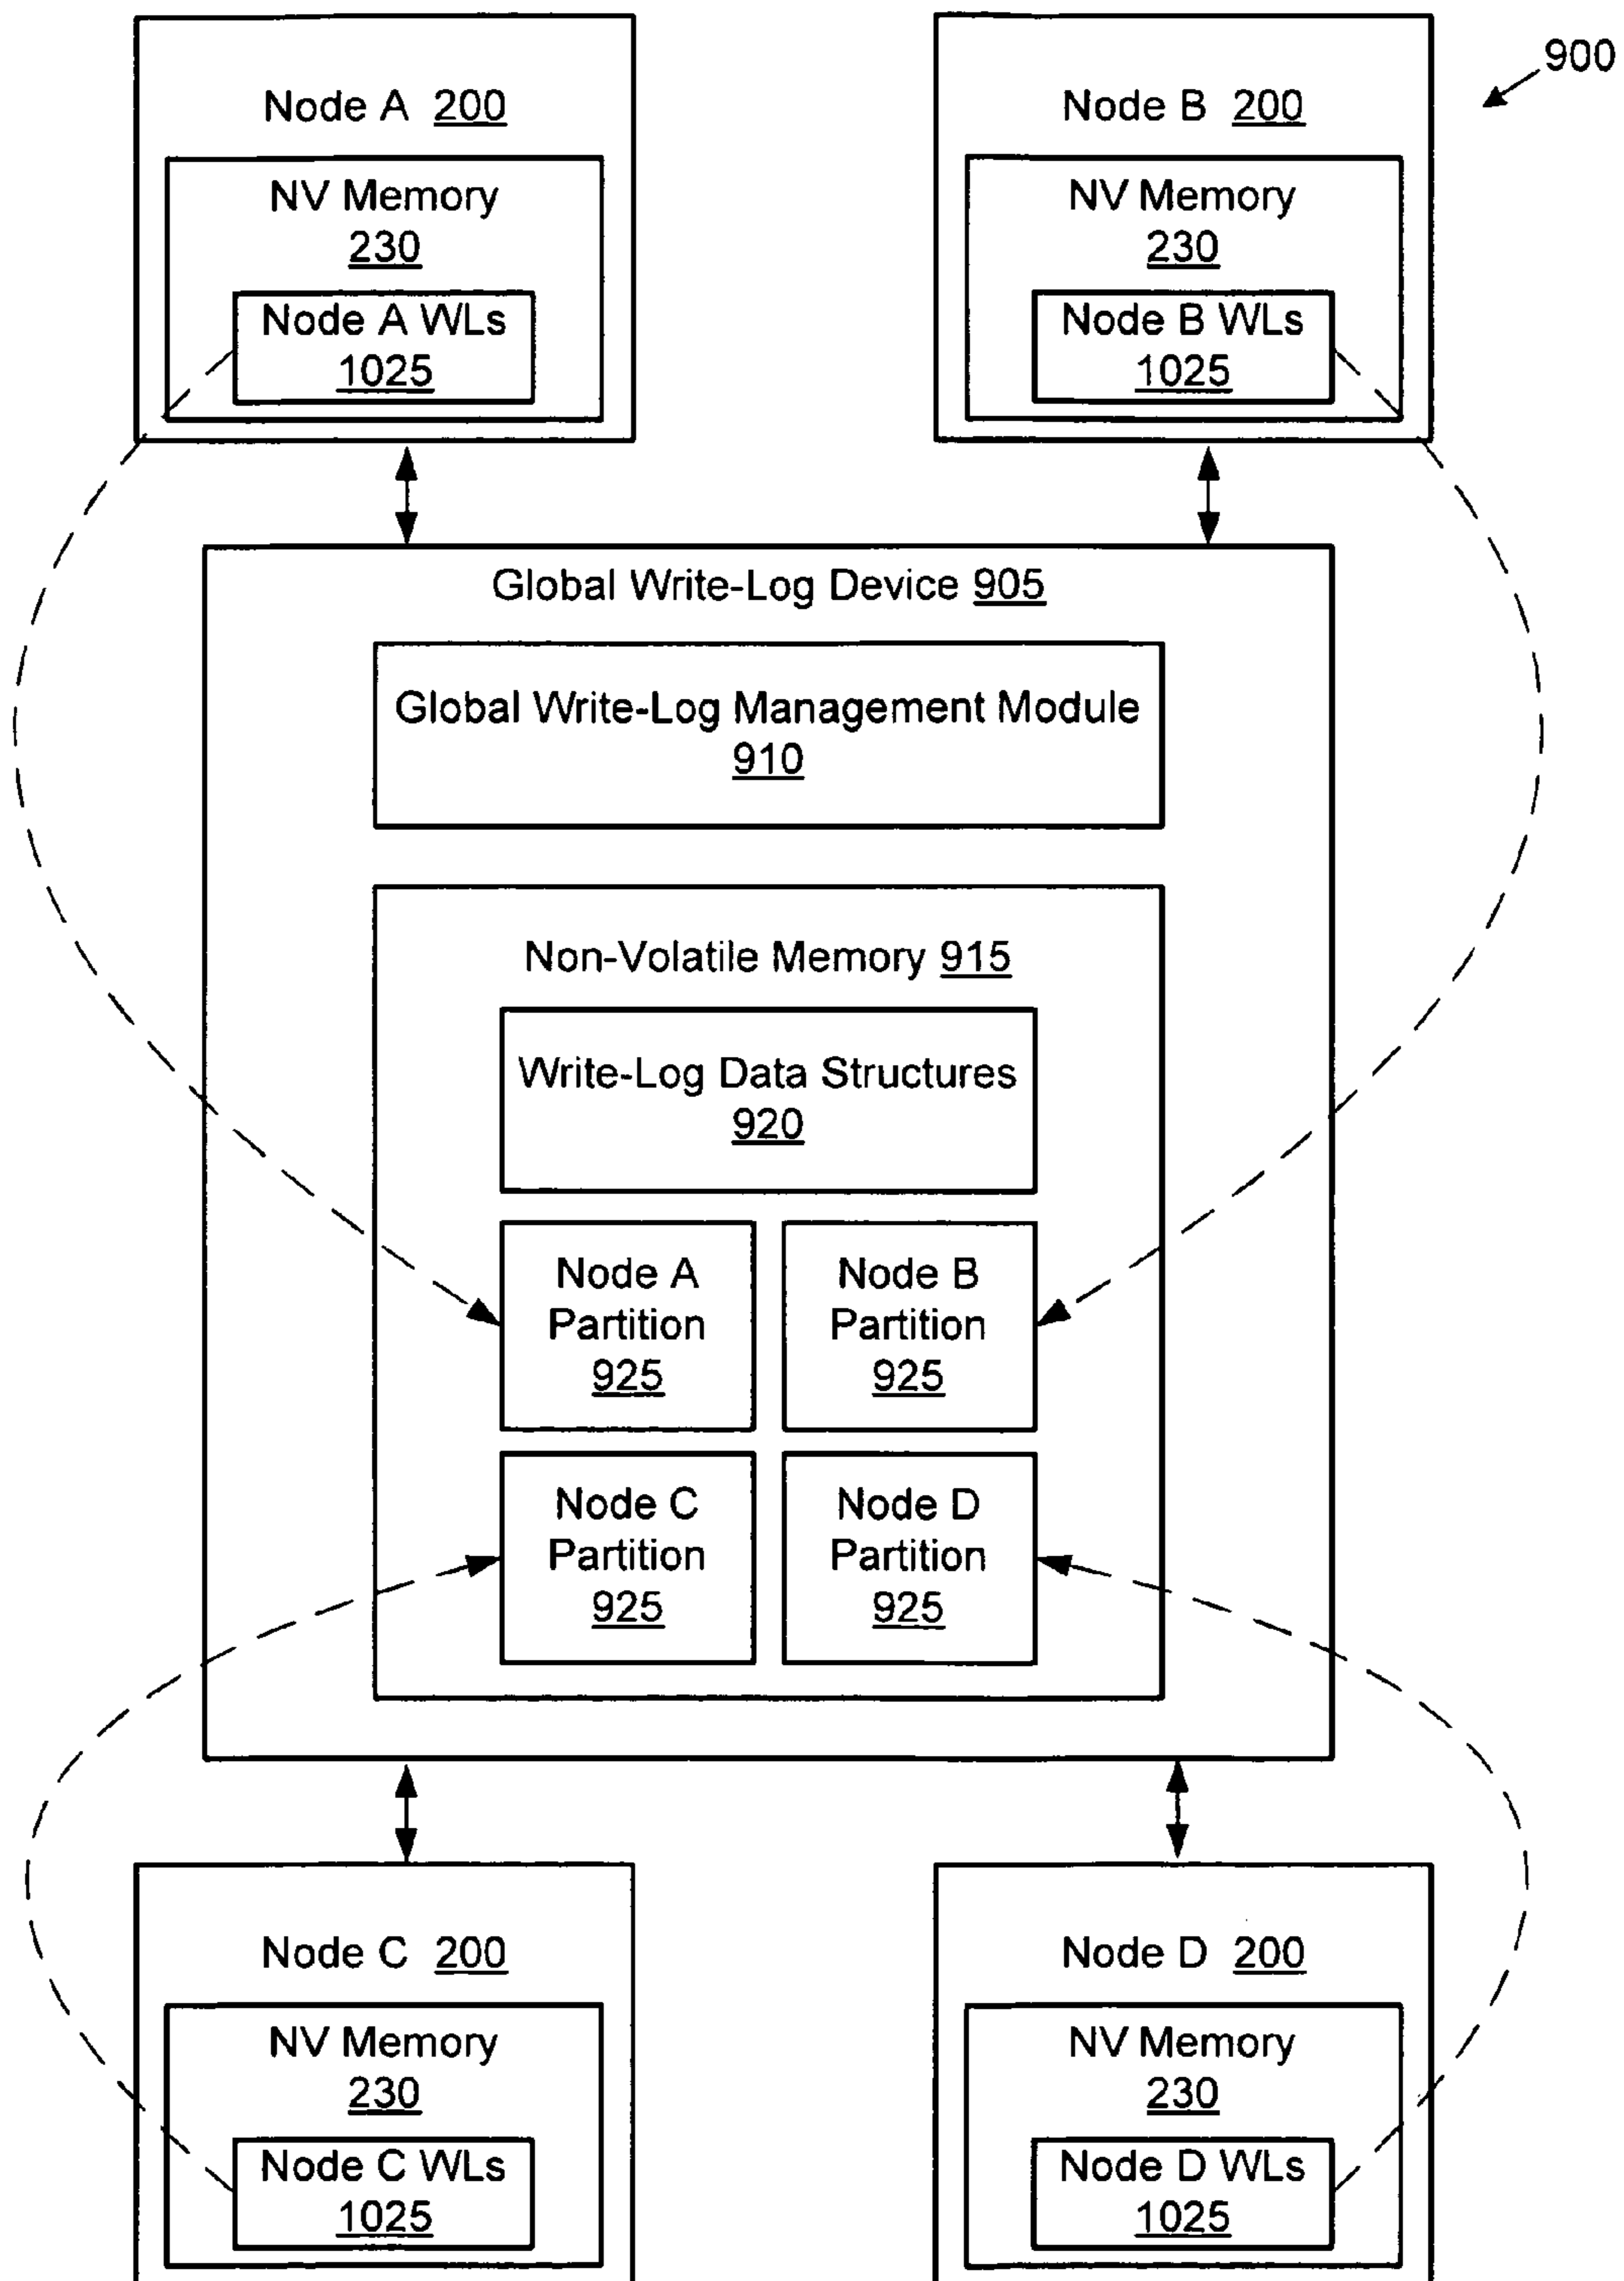 900
Node A 200
NV Memory
230
Node A WLs
1025
Node B 200
NV Memory
230
Node B WLs
1025
Global Write-Log Device 905
Global Write-Log Management Module
910
Non-Volatile Memory 915
Write-Log Data Structures
920
Node A
Partition
925
Node B
Partition
925
Node C
Partition
925
Node D
Partition
925
Node C 200
NV Memory
230
Node C WLs
1025
Node D 200
NV Memory
230
Node D WLs
1025